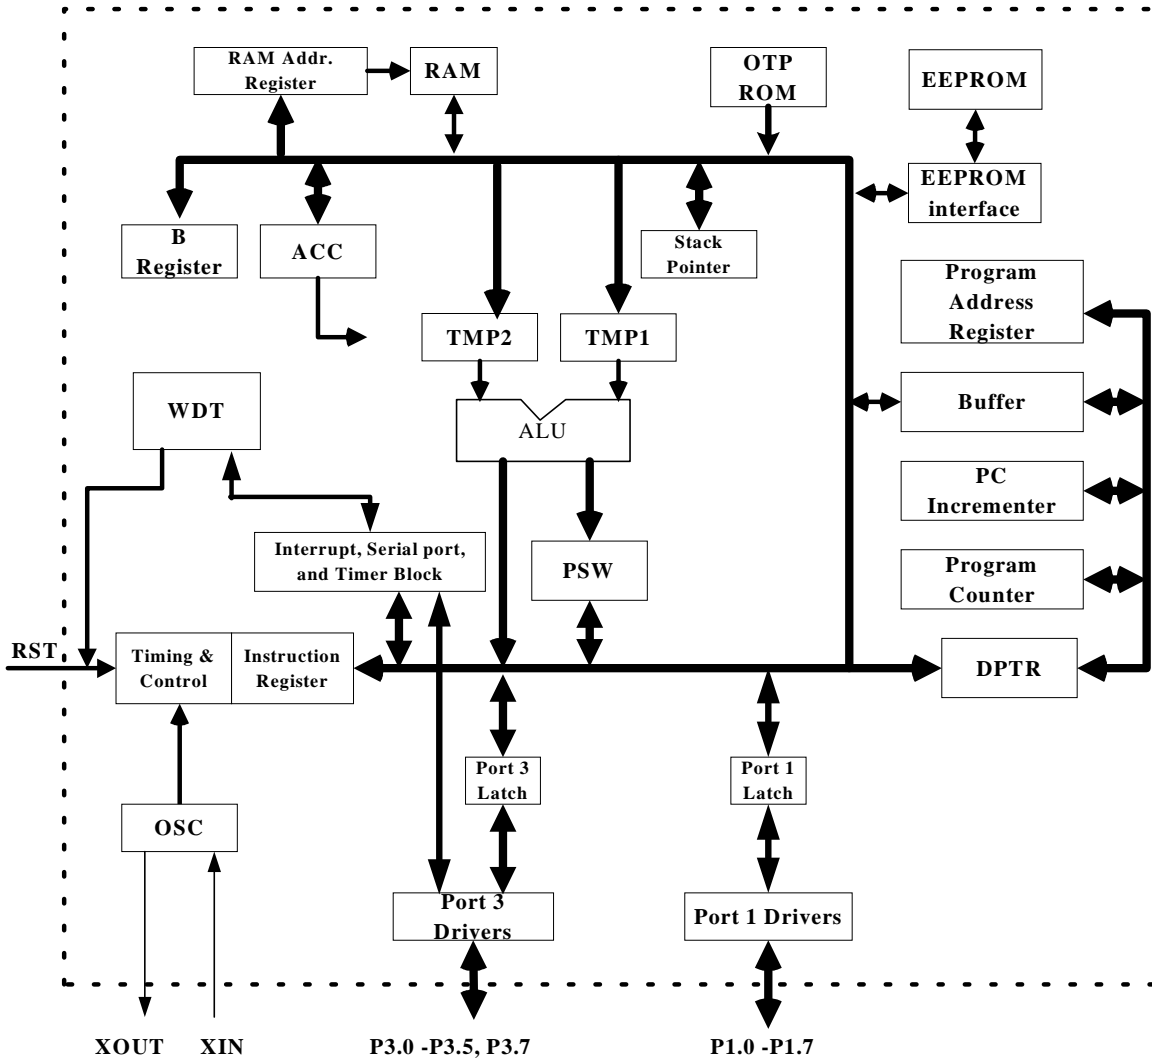 RAM Addr.
Register
RAM
OTP
ROM
EEPROM
EEPROM
interface
B
Register
ACC
Stack
Pointer
Program
Address
Register
TMP2
TMP1
WDT
ALU
Buffer
PC
Incrementer
Interrupt, Serial port,
and Timer Block
PSW
Program
Counter
RST
Timing &
Control
Instruction
Register
DPTR
Port 3
Latch
Port 1
Latch
OSC
Port 3
Drivers
Port 1 Drivers
XOUT
XIN
P3.0 -P3.5, P3.7
P1.0 -P1.7